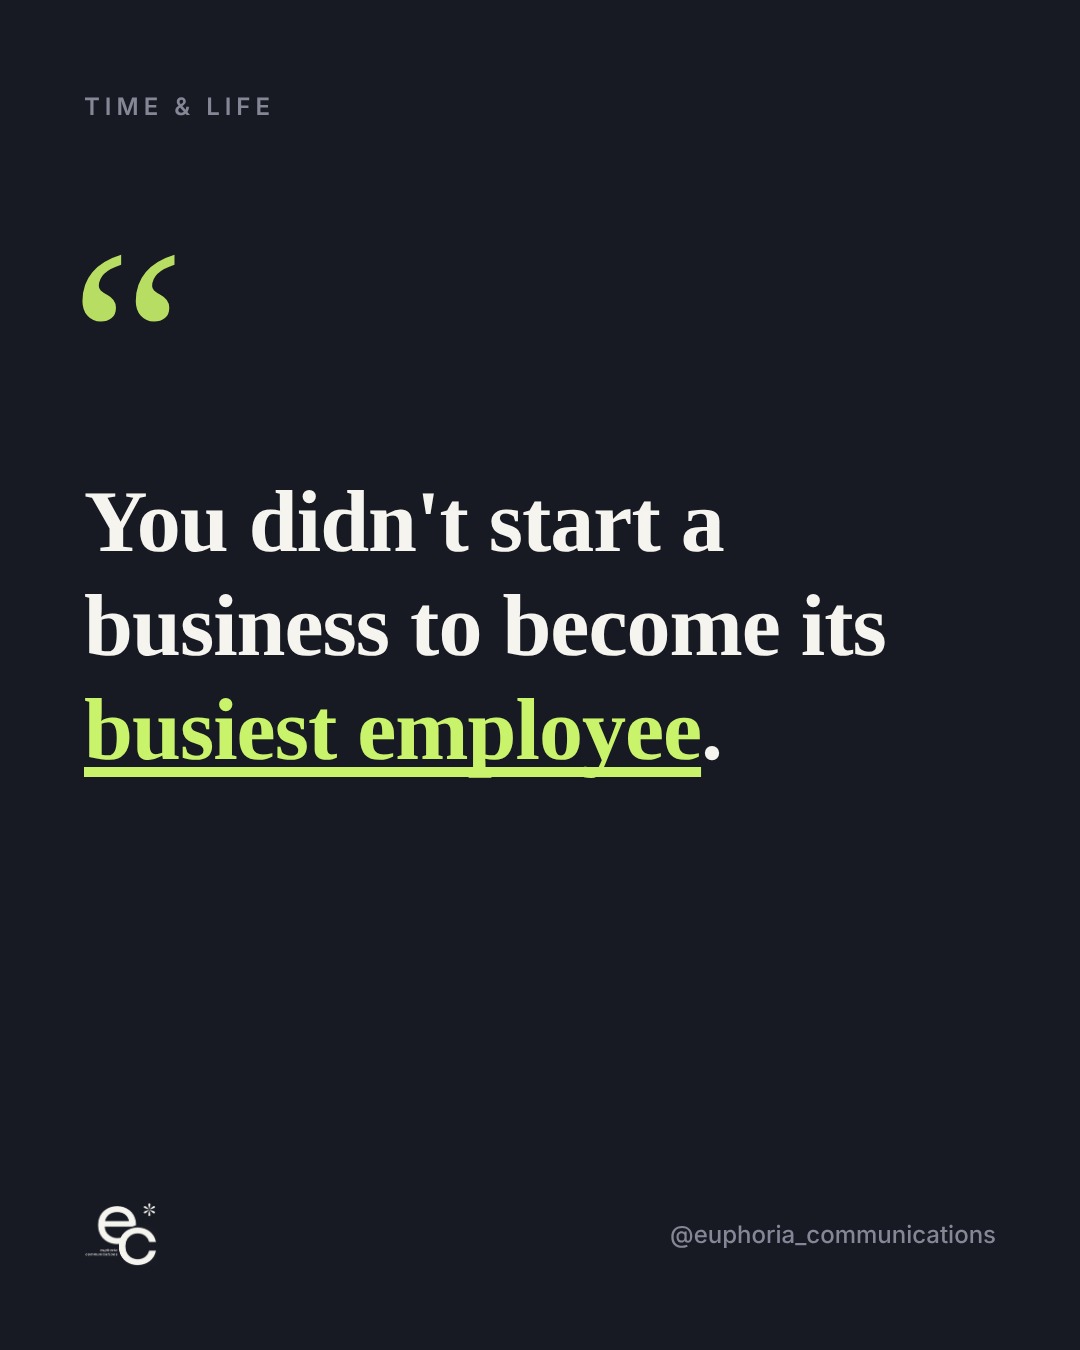 TIME & LIFE
“
You didn't start a
business to become its
busiest employee.
ec*
@euphoria_communications